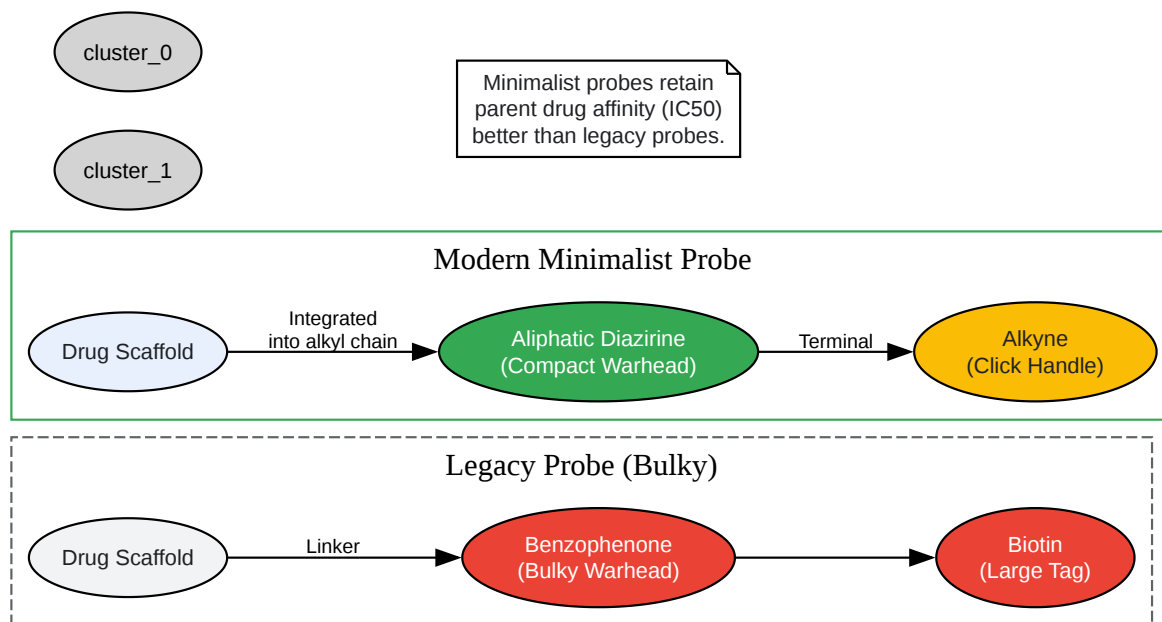 cluster_0
Minimalist probes retain
parent drug affinity (IC50)
better than legacy probes.
cluster_1
Modern Minimalist Probe
Drug Scaffold
Integrated
into alkyl chain
Aliphatic Diazirine
(Compact Warhead)
Terminal
Alkyne
(Click Handle)
Legacy Probe (Bulky)
Drug Scaffold
Linker
Benzophenone
(Bulky Warhead)
Biotin
(Large Tag)